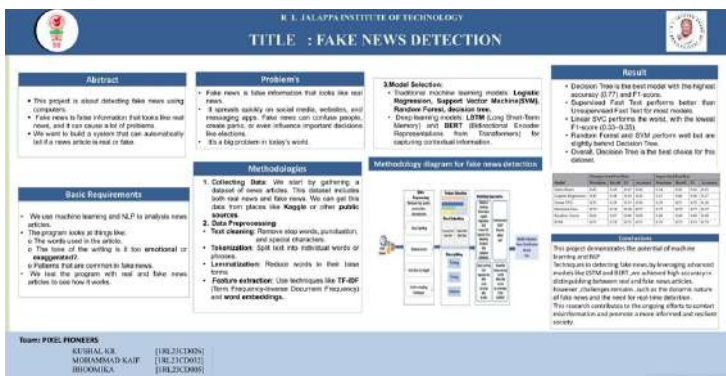 R. L. JALAPPA INSTITUTE OF TECHNOLOGY
TITLE : FAKE NEWS DETECTION
Abstract
• This project is about detecting fake news using
computers.
• Fake news is false information that looks like real
news, and it can cause a lot of problems.
• We want to build a system that can automatically
tell if a news article is real or fake.
Basic Requirements
• We use machine learning and NLP to analyze news
articles.
• The program looks at things like:
o The words used in the article.
o The tone of the writing is it too emotional or
exaggerated?.
o Patterns that are common in fake news.
• We test the program with real and fake news
articles to see how it works.
Problem's
• Fake news is false information that looks like real
news.
• It spreads quickly on social media, websites, and
messaging apps. Fake news can confuse people,
create panic, or even influence important decisions
like elections.
• It's a big problem in today's world.
Methodologies
1. Collecting Data: We start by gathering a
dataset of news articles. This dataset includes
both real news and fake news. We can get this
data from places like Kaggle or other public
sources.
2. Data Preprocessing
• Text cleaning: Remove stop words, punctuation,
and special characters.
• Tokenization: Split text into individual words or
phrases.
• Lemmatization: Reduce words to their base
forms
• Feature extraction: Use techniques like TF-IDF
(Term Frequency-Inverse Document Frequency)
and word embeddings.
3.Model Selection:
• Traditional machine learning models: Logistic
Regression, Support Vector Machine(SVM),
Random Forest, decision tree.
• Deep learning models: LSTM (Long Short-Term
Memory) and BERT (Bidirectional Encoder
Representations from Transformers) for
capturing contextual information.
Methodology diagram for fake news detection
Result
• Decision Tree is the best model with the highest
accuracy (0.77) and F1-score.
• Supervised Fast Text performs better than
Unsupervised Fast Text for most models.
• Linear SVC performs the worst, with the lowest
F1-score (0.33–0.35).
• Random Forest and SVM perform well but are
slightly behind Decision Tree.
• Overall, Decision Tree is the best choice for this
dataset.
Conclusions
This project demonstrates the potential of machine
learning and NLP
Techniques in detecting fake news by leveraging advanced
models like LSTM and BERT ,we achieved high accuracy in
distinguishing between real and fake news articles.
however ,challenges remains , such as the dynamic nature
of fake news and the need for real-time detection.
This research contributes to the ongoing efforts to combat
misinformation and promote a more informed and resilient
society.
Team: PIXEL PIONEERS
KUSHAL KR [1RL23CD026]
MOHAMMAD KAIF [1RL23CD032]
BHOOMIKA [1RL23CD005]